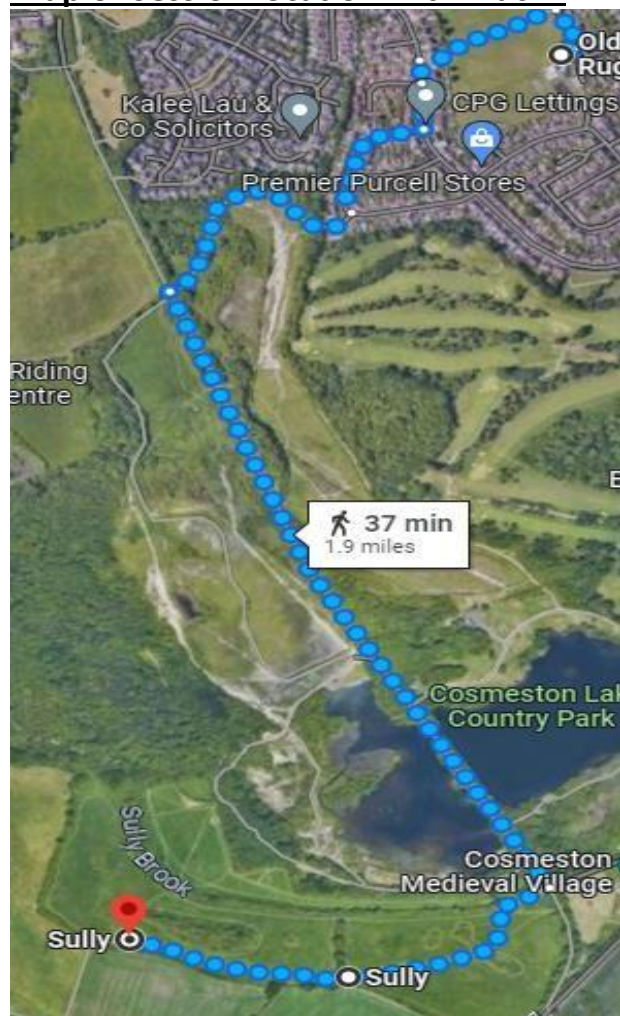 Old
Rug
Kalee Lau &
Co Solicitors
CPG Lettings
Premier Purcell Stores
Riding
entre
37 min
1.9 miles
Cosmeston Lak
Country Park
Sully Brook
Cosmeston
Medieval Village
Sully
Sully